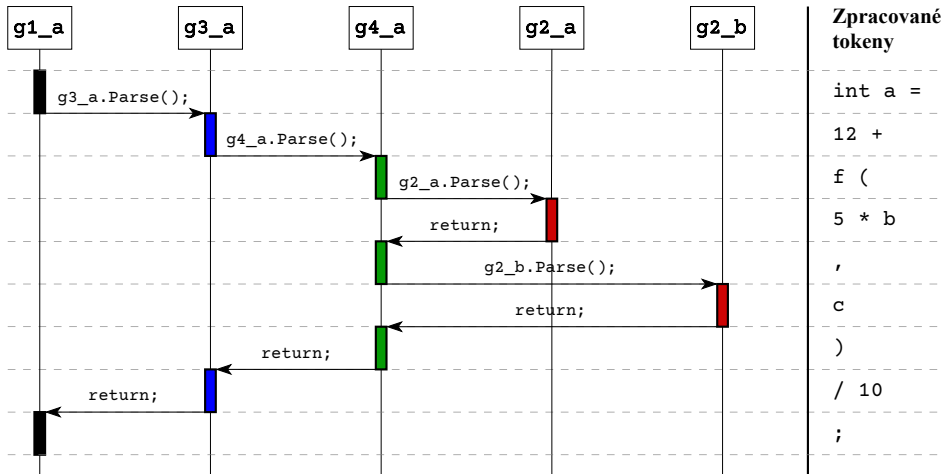 g1_a g3_a g4_a g2_a g2_b Zpracované
tokeny
int a =
g3_a.Parse();
12 +
g4_a.Parse();
f (
g2_a.Parse();
5 * b
return;
,
g2_b.Parse();
c
return;
)
return;
/ 10
return;
;